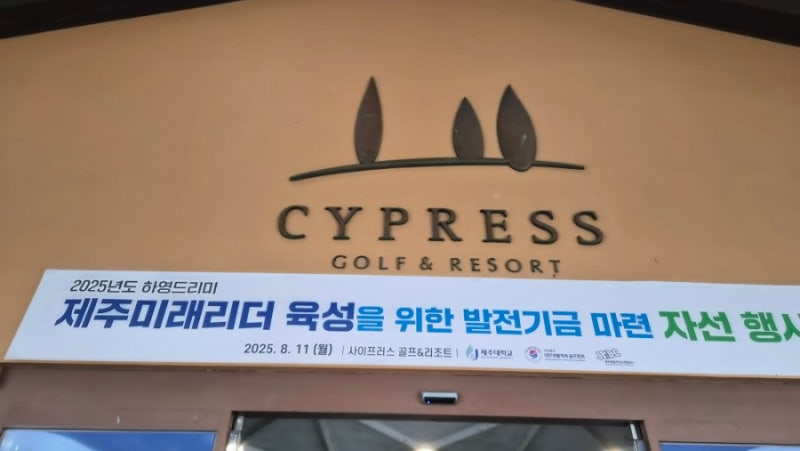 CYPRESS
GOLF & RESORT
2025년도 하영드리미
제주미래리더 육성을 위한 발전기금 마련 자선 행사
2025. 8. 11 (월) | 사이프러스 골프&리조트 | 제주대학교